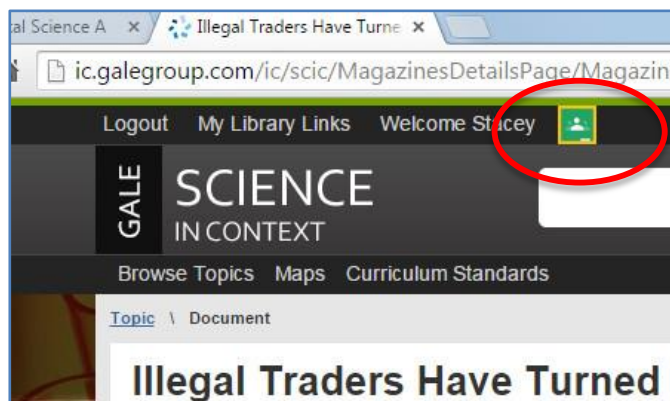 al Science A × Illegal Traders Have Turne ×
ic.galegroup.com/ic/scic/MagazinesDetailsPage/Magazin
Logout My Library Links Welcome Stacey
GALE
SCIENCE
IN CONTEXT
Browse Topics Maps Curriculum Standards
Topic \ Document
Illegal Traders Have Turned